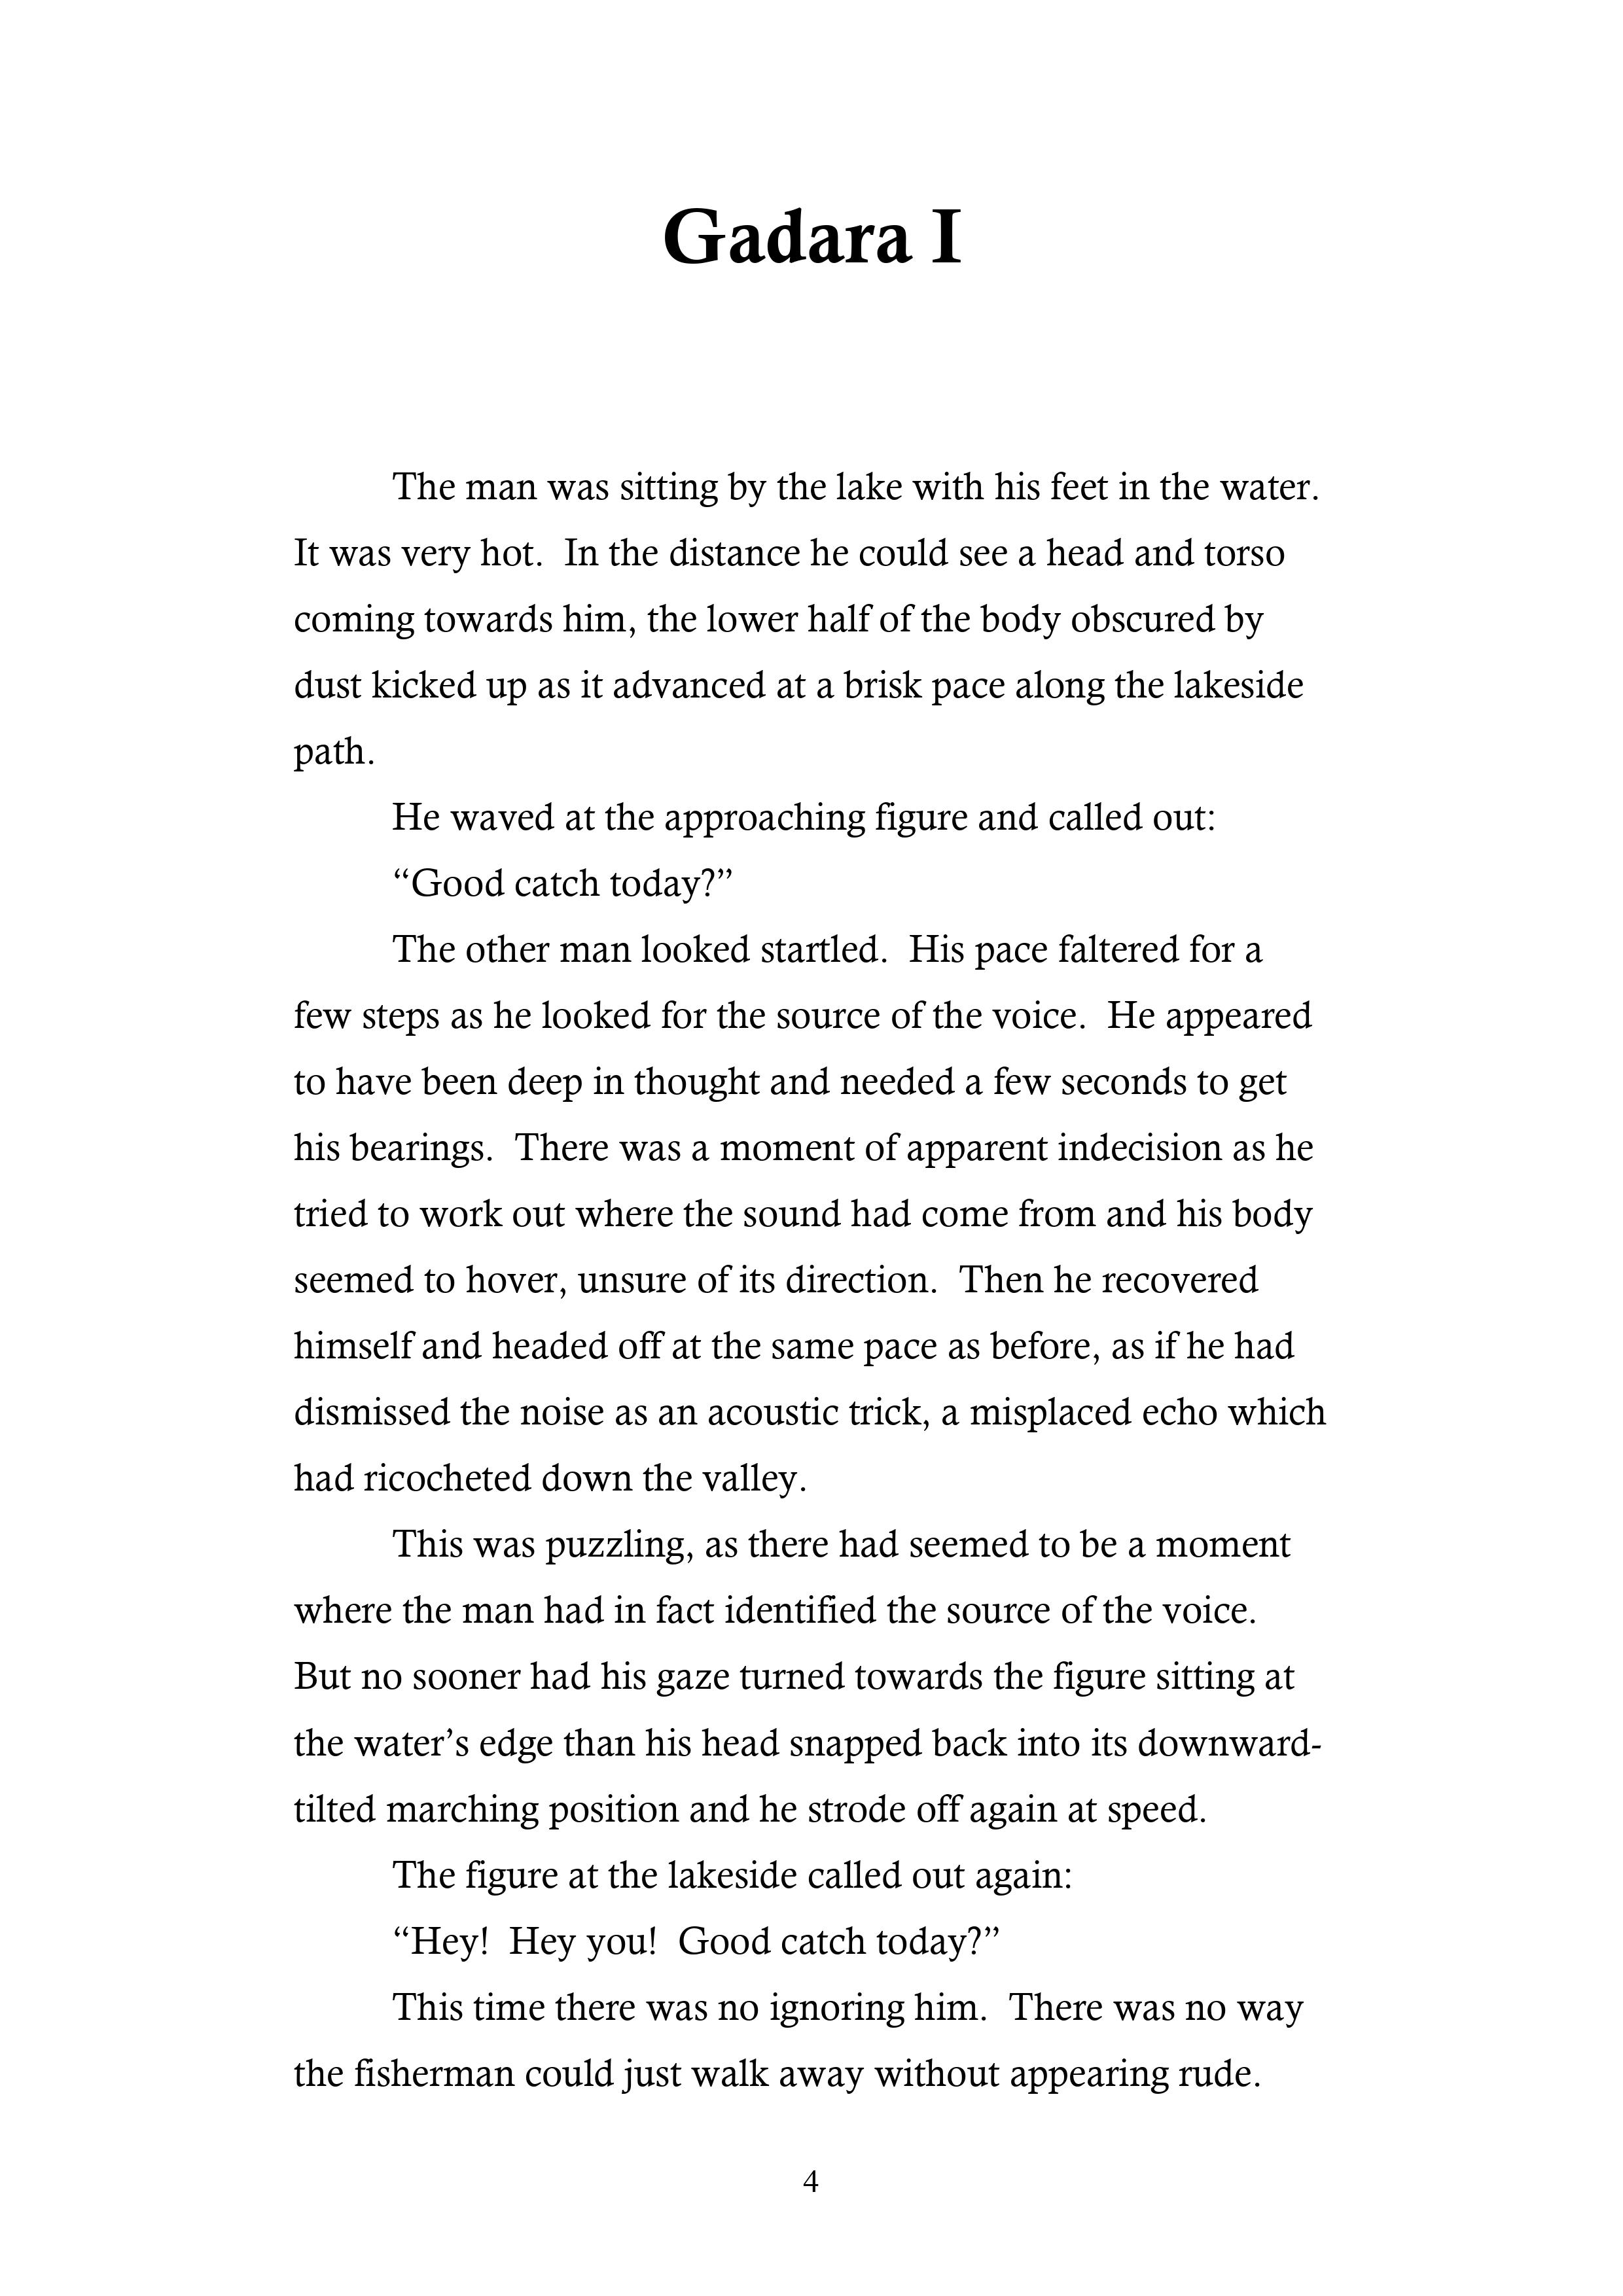 Gadara I
The man was sitting by the lake with his feet in the water.
It was very hot.  In the distance he could see a head and torso
coming towards him, the lower half of the body obscured by
dust kicked up as it advanced at a brisk pace along the lakeside
path.
He waved at the approaching figure and called out:
“Good catch today?”
The other man looked startled.  His pace faltered for a
few steps as he looked for the source of the voice.  He appeared
to have been deep in thought and needed a few seconds to get
his bearings.  There was a moment of apparent indecision as he
tried to work out where the sound had come from and his body
seemed to hover, unsure of its direction.  Then he recovered
himself and headed off at the same pace as before, as if he had
dismissed the noise as an acoustic trick, a misplaced echo which
had ricocheted down the valley.
This was puzzling, as there had seemed to be a moment
where the man had in fact identified the source of the voice.
But no sooner had his gaze turned towards the figure sitting at
the water’s edge than his head snapped back into its downward-
tilted marching position and he strode off again at speed.
The figure at the lakeside called out again:
“Hey!  Hey you!  Good catch today?”
This time there was no ignoring him.  There was no way
the fisherman could just walk away without appearing rude.
4